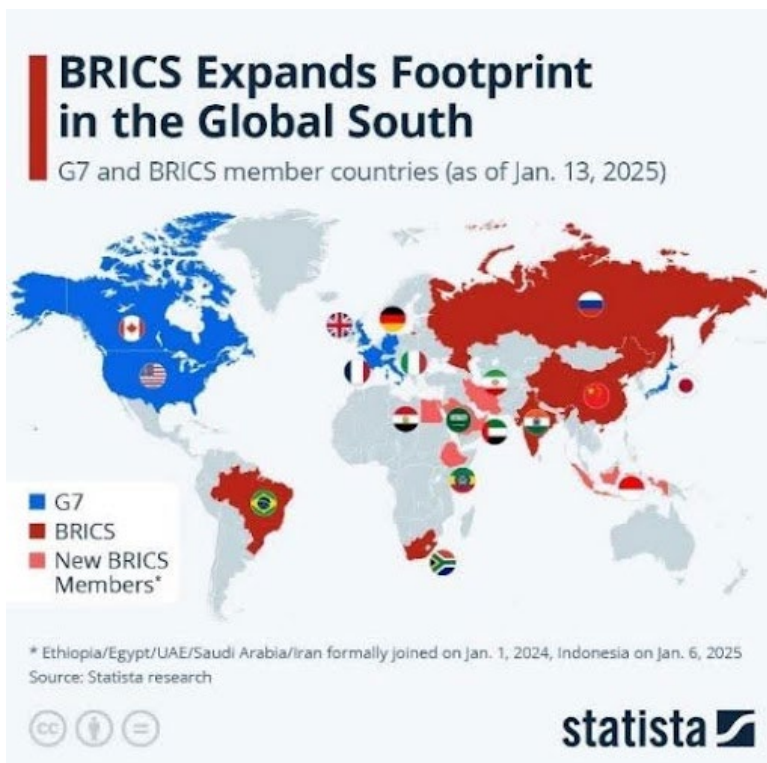 BRICS Expands Footprint
in the Global South
G7 and BRICS member countries (as of Jan. 13, 2025)
G7
BRICS
New BRICS
Members*
* Ethiopia/Egypt/UAE/Saudi Arabia/Iran formally joined on Jan. 1, 2024, Indonesia on Jan. 6, 2025
Source: Statista research
cc
statista